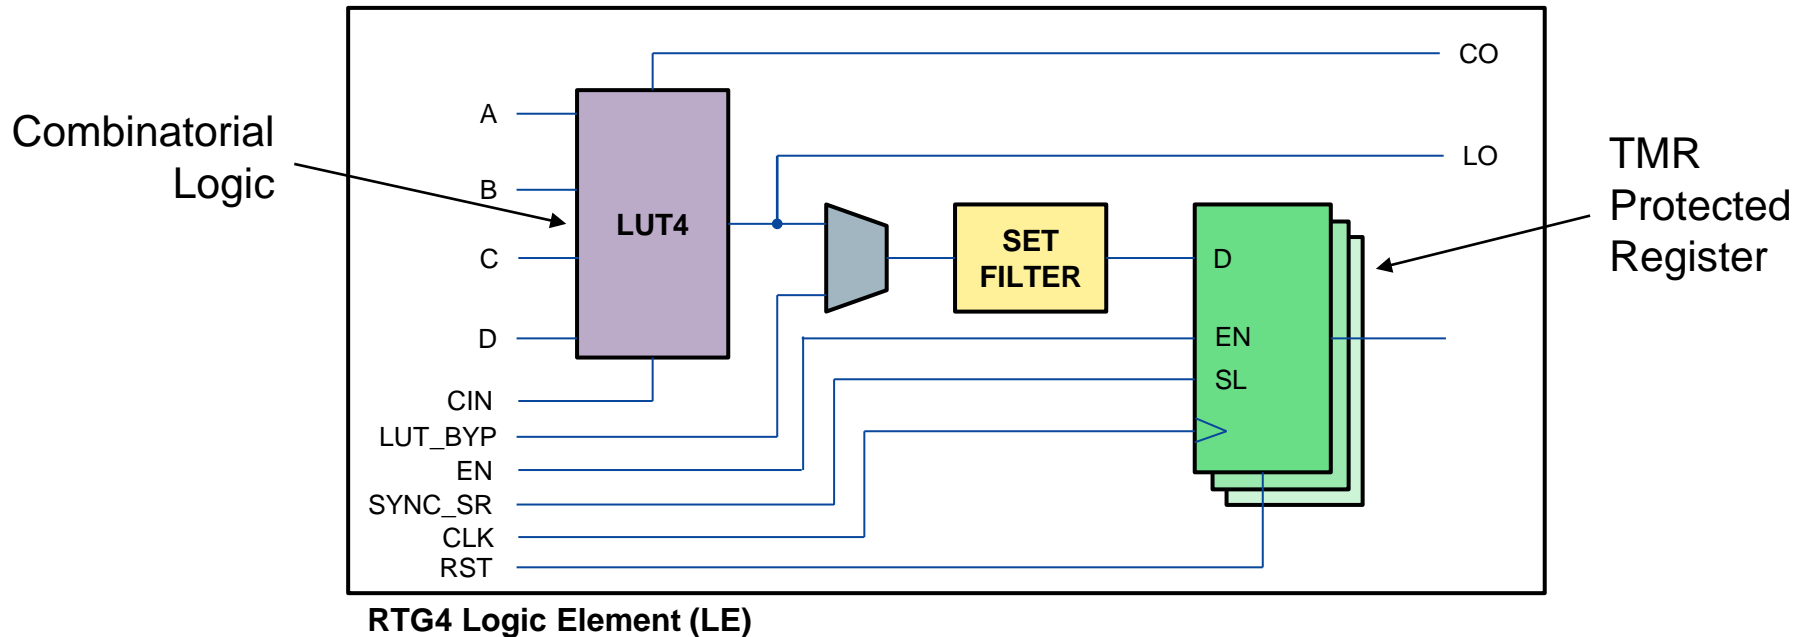 CO
A
Combinatorial
Logic
LO
TMR
Protected
Register
B
LUT4
SET
FILTER
C
D
D
EN
SL
CIN
LUT_BYP
EN
SYNC_SR
CLK
RST
RTG4 Logic Element (LE)